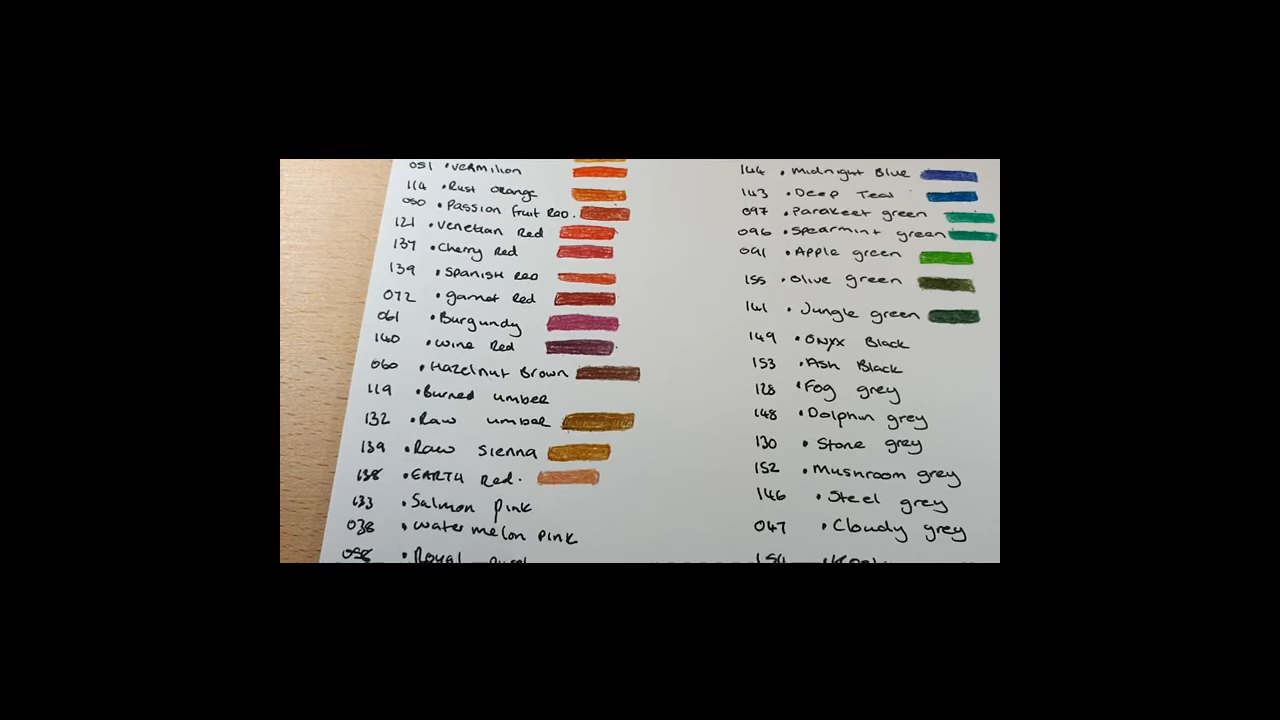 051 • Vermilion
114 • Rust orange
050 • Passion fruit Red.
121 • Venetian Red
137 • Cherry Red
139 • Spanish Red
072 • garnet Red
061 • Burgundy
140 • Wine Red
060 • Hazelnut Brown
119 • Burned umber
132 • Raw umber
139 • Raw Sienna
138 • EARTH Red.
133 • Salmon pink
038 • watermelon pink
058 • Royal
144 • Midnight Blue
143 • Deep Teal
097 • Parakeet green
096 • Spearmint green
091 • Apple green
155 • Olive green
141 • Jungle green
149 • Onyx Black
153 • Ash Black
128 • Fog grey
148 • Dolphin grey
130 • Stone grey
152 • Mushroom grey
146 • Steel grey
047 • Cloudy grey
154